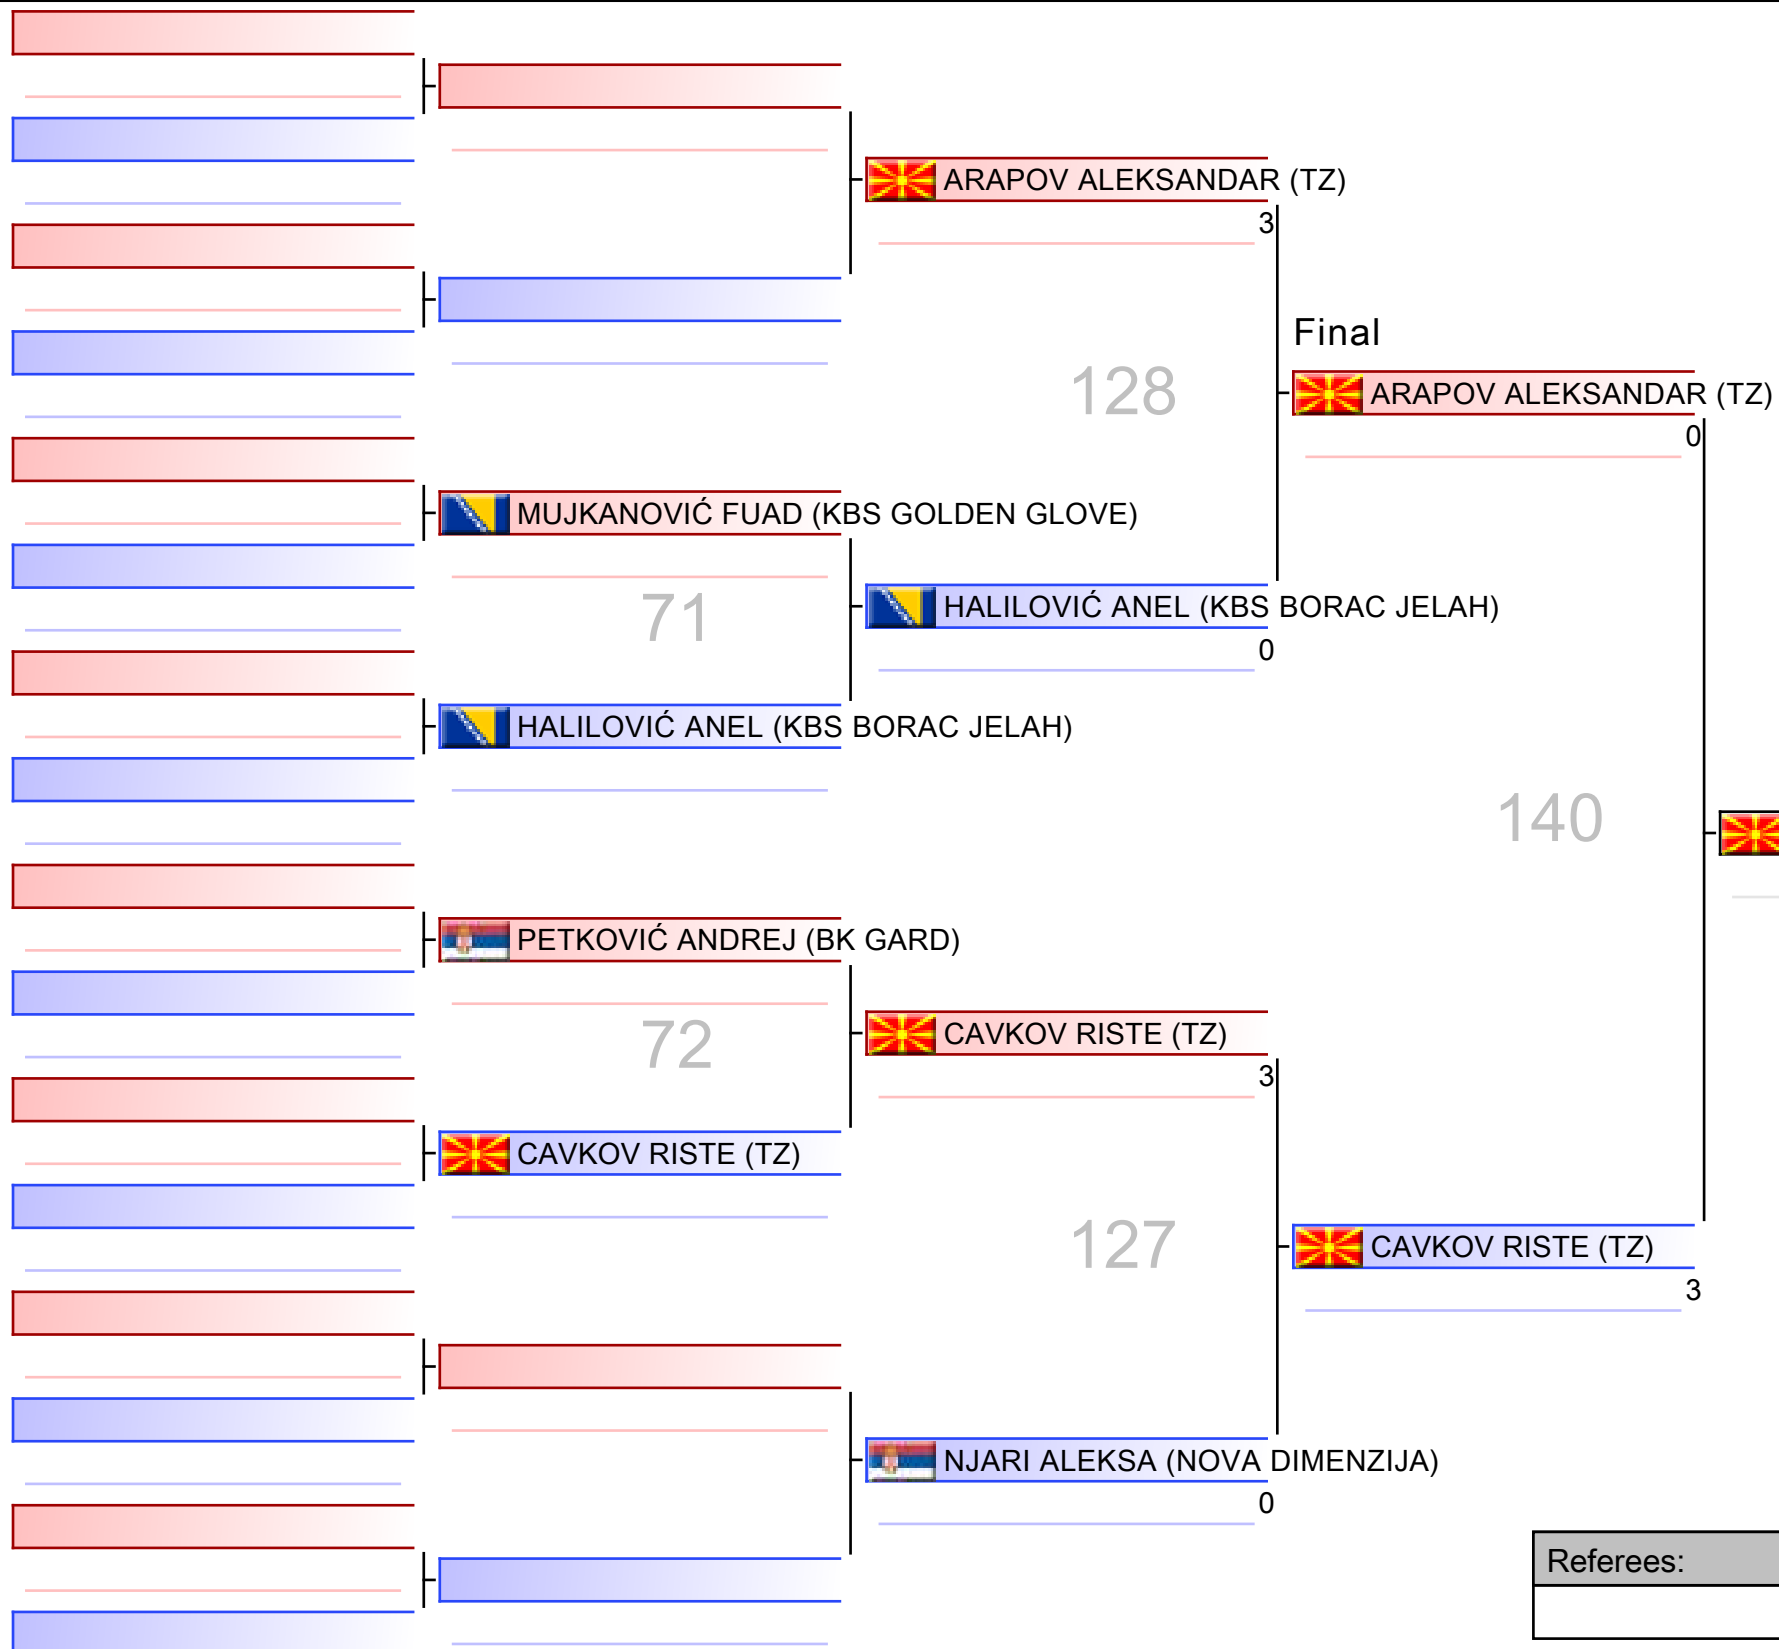 ARAPOV ALEKSANDAR (TZ)
3
Final
128
ARAPOV ALEKSANDAR (TZ)
0
MUJKANOVIĆ FUAD (KBS GOLDEN GLOVE)
71
HALILOVIĆ ANEL (KBS BORAC JELAH)
0
HALILOVIĆ ANEL (KBS BORAC JELAH)
140
PETKOVIĆ ANDREJ (BK GARD)
72
CAVKOV RISTE (TZ)
3
CAVKOV RISTE (TZ)
127
CAVKOV RISTE (TZ)
3
NJARI ALEKSA (NOVA DIMENZIJA)
0
Referees: